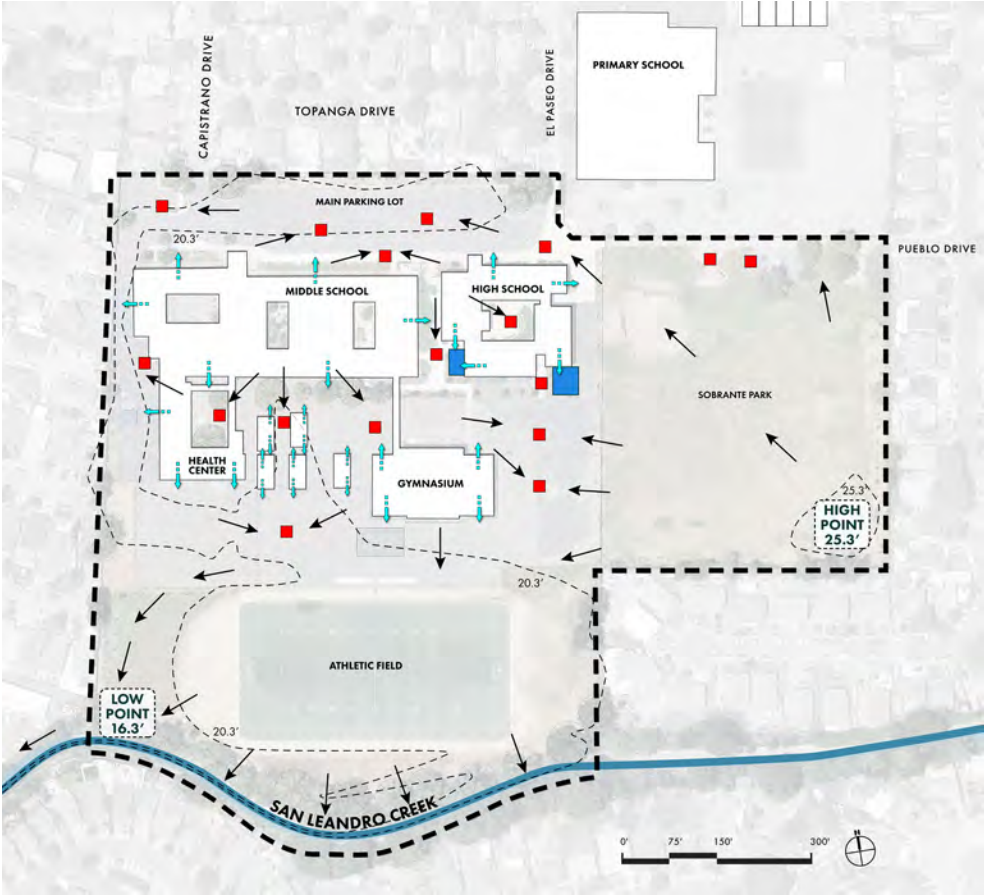 CAPISTRANO DRIVE
TOPANGA DRIVE
EL PASEO DRIVE
PRIMARY SCHOOL
MAIN PARKING LOT
20.3'
PUEBLO DRIVE
MIDDLE SCHOOL
HIGH SCHOOL
SOBRANTE PARK
HEALTH
CENTER
GYMNASIUM
25.3'
HIGH
POINT
25.3'
20.3'
ATHLETIC FIELD
LOW
POINT
16.3'
20.3'
SAN LEANDRO CREEK
0' 75' 150' 300'
N